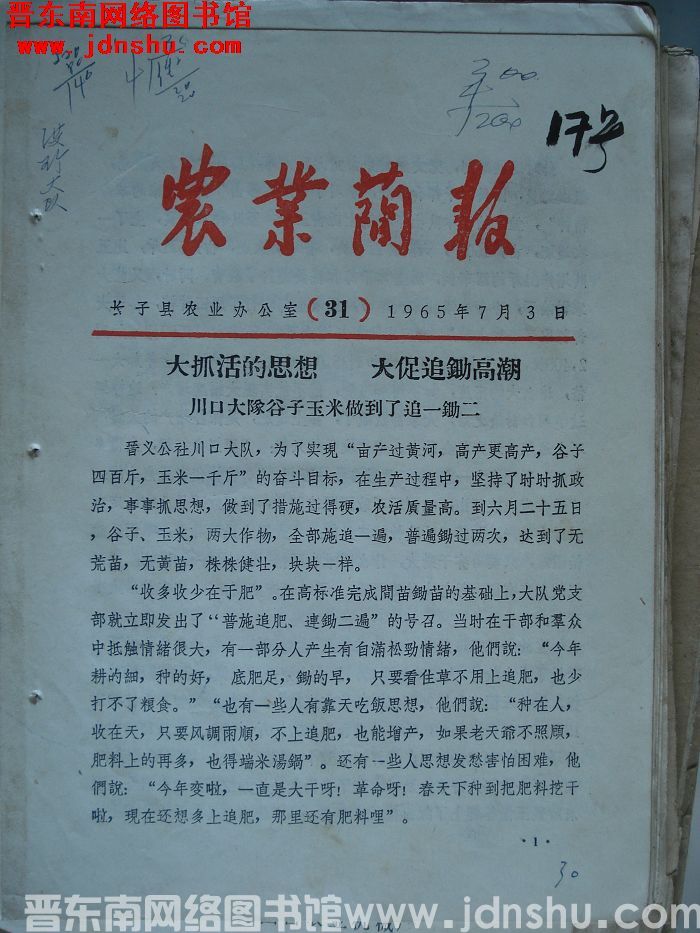 晋东南网络图书馆
www.jdnshu.com
17号
農業簡報
长子县农业办公室(31)1965年7月3日
大抓活的思想 大促追鋤高潮
川口大隊谷子玉米做到了追一鋤二
晉义公社川口大队，为了实现“亩产过黄河，高产更高产，谷子
四百斤，玉米一千斤”的奋斗目标，在生产过程中，坚持了时时抓政
治，事事抓思想，做到了措施过得硬，农活质量高。到六月二十五日
，谷子、玉米，两大作物，全部施追一遍，普遍鋤过两次，达到了无
荒苗，无黄苗，株株健壮，块块一样。
“收多收少在于肥”。在高标准完成間苗鋤苗的基础上，大队党支
部就立即发出了“普施追肥、連鋤二遍”的号召。当时在干部和羣众
中抵触情緒很大，有一部分人产生有自滿松勁情緒，他們說：“今年
耕的細，种的好， 底肥足，鋤的早， 只要看住草不用上追肥，也少
打不了粮食。”“也有一些人有靠天吃飯思想，他們說：“种在人，
收在天，只要风調雨順，不上追肥，也能增产，如果老天爷不照顾，
肥料上的再多，也得端米湯鍋”。还有一些人思想发愁害怕困难，他
們說：“今年变啦，一直是大干呀！革命呀！春天下种到把肥料挖干
啦，現在还想多上追肥，那里还有肥料哩”。
·1·
30
晋东南网络图书馆 www.jdnshu.com